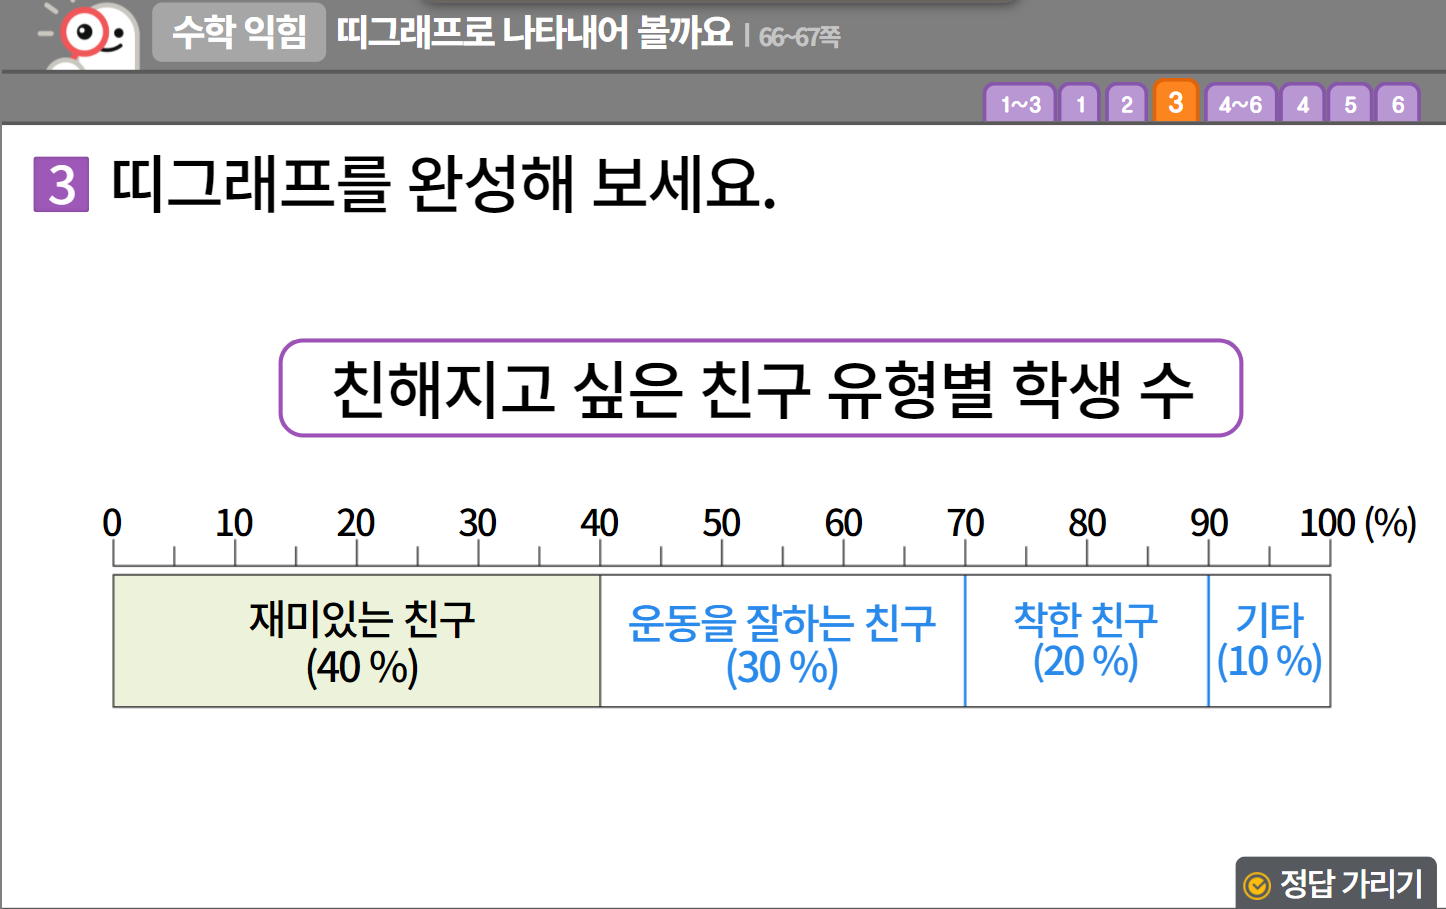 수학 익힘 띠그래프로 나타내어 볼까요 | 66~67쪽
1~3 1 2 3 4~6 4 5 6
3 띠그래프를 완성해 보세요.
친해지고 싶은 친구 유형별 학생 수
0 10 20 30 40 50 60 70 80 90 100 (%)
재미있는 친구 운동을 잘하는 친구 착한 친구 기타
(40 %) (30 %) (20 %) (10 %)
정답 가리기